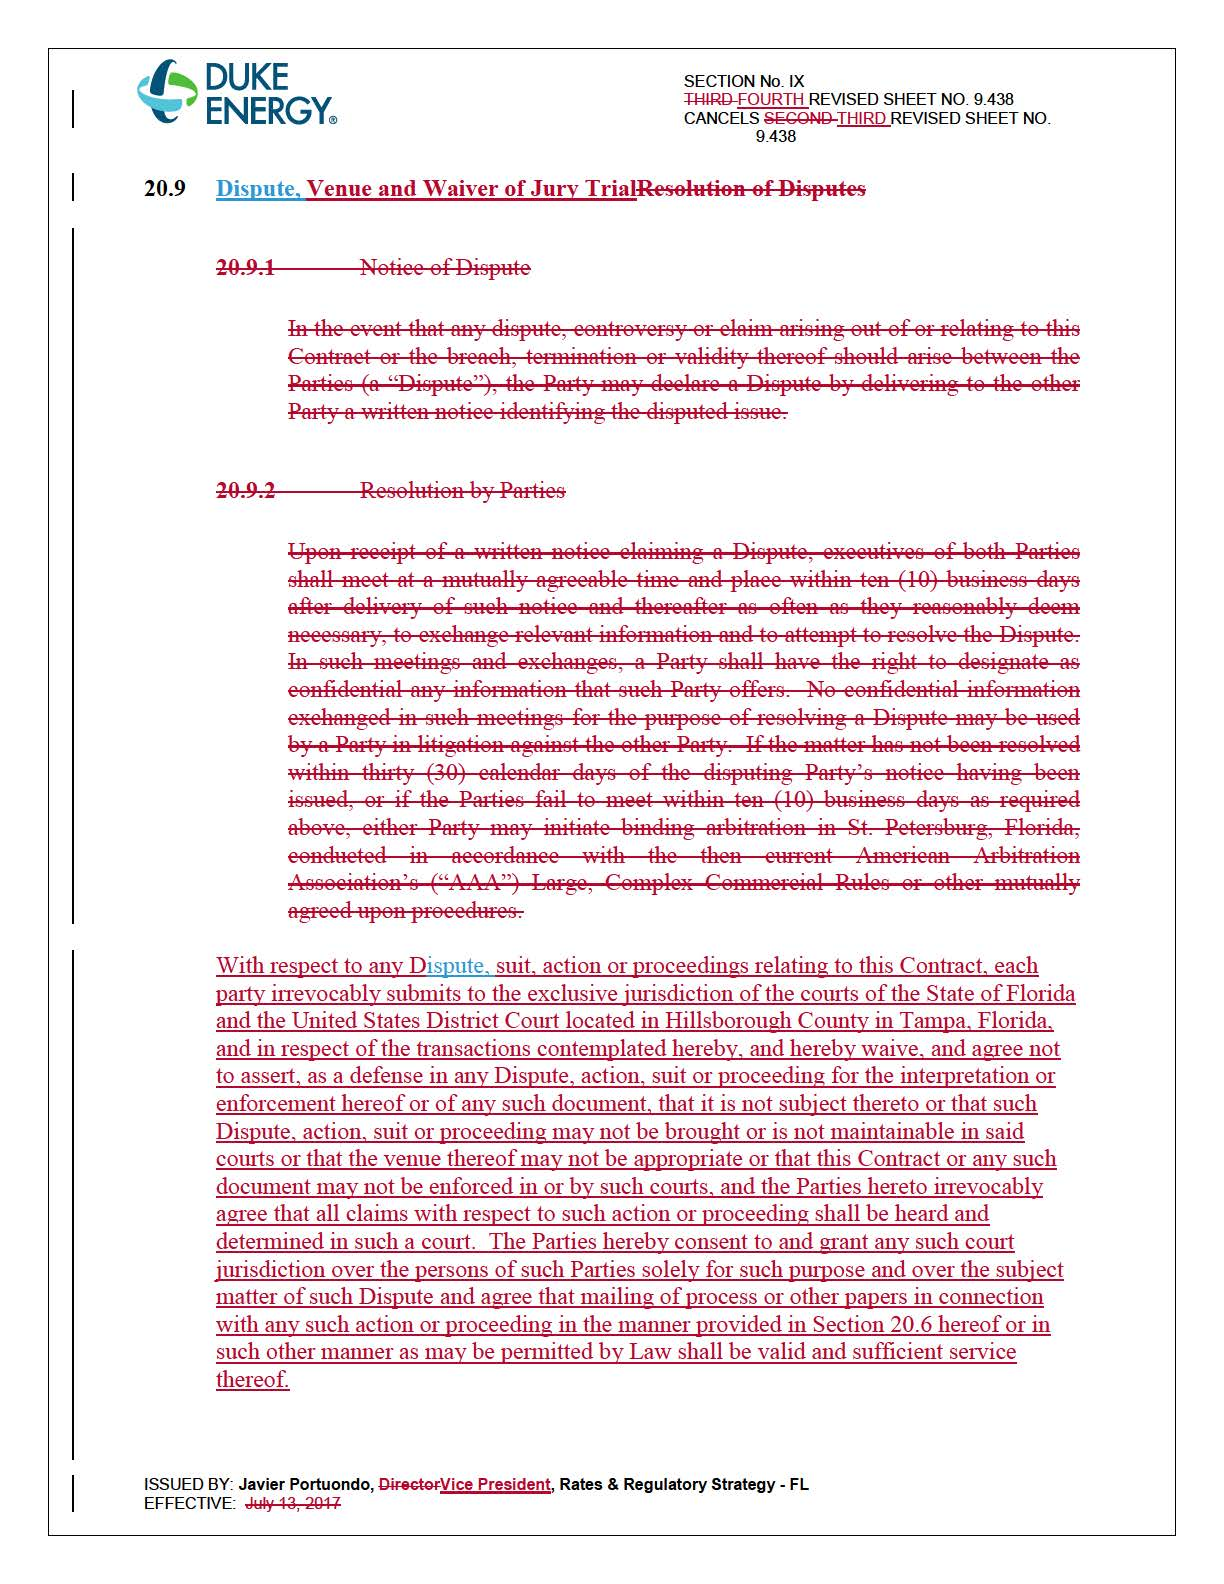 DUKE
ENERGY®
SECTION No. IX
THIRD FOURTH REVISED SHEET NO. 9.438
CANCELS SECOND THIRD REVISED SHEET NO.
9.438
20.9 Dispute, Venue and Waiver of Jury TrialResolution of Disputes
20.9.1 Notice of Dispute
In the event that any dispute, controversy or claim arising out of or relating to this
Contract or the breach, termination or validity thereof should arise between the
Parties (a “Dispute”), the Party may declare a Dispute by delivering to the other
Party a written notice identifying the disputed issue.
20.9.2 Resolution by Parties
Upon receipt of a written notice claiming a Dispute, executives of both Parties
shall meet at a mutually agreeable time and place within ten (10) business days
after delivery of such notice and thereafter as often as they reasonably deem
necessary, to exchange relevant information and to attempt to resolve the Dispute.
In such meetings and exchanges, a Party shall have the right to designate as
confidential any information that such Party offers.  No confidential information
exchanged in such meetings for the purpose of resolving a Dispute may be used
by a Party in litigation against the other Party.  If the matter has not been resolved
within thirty (30) calendar days of the disputing Party’s notice having been
issued, or if the Parties fail to meet within ten (10) business days as required
above, either Party may initiate binding arbitration in St. Petersburg, Florida,
conducted in accordance with the then current American Arbitration
Association’s (“AAA”) Large, Complex Commercial Rules or other mutually
agreed upon procedures.
With respect to any Dispute, suit, action or proceedings relating to this Contract, each
party irrevocably submits to the exclusive jurisdiction of the courts of the State of Florida
and the United States District Court located in Hillsborough County in Tampa, Florida,
and in respect of the transactions contemplated hereby, and hereby waive, and agree not
to assert, as a defense in any Dispute, action, suit or proceeding for the interpretation or
enforcement hereof or of any such document, that it is not subject thereto or that such
Dispute, action, suit or proceeding may not be brought or is not maintainable in said
courts or that the venue thereof may not be appropriate or that this Contract or any such
document may not be enforced in or by such courts, and the Parties hereto irrevocably
agree that all claims with respect to such action or proceeding shall be heard and
determined in such a court.  The Parties hereby consent to and grant any such court
jurisdiction over the persons of such Parties solely for such purpose and over the subject
matter of such Dispute and agree that mailing of process or other papers in connection
with any such action or proceeding in the manner provided in Section 20.6 hereof or in
such other manner as may be permitted by Law shall be valid and sufficient service
thereof.
ISSUED BY: Javier Portuondo, DirectorVice President, Rates & Regulatory Strategy - FL
EFFECTIVE: July 13, 2017